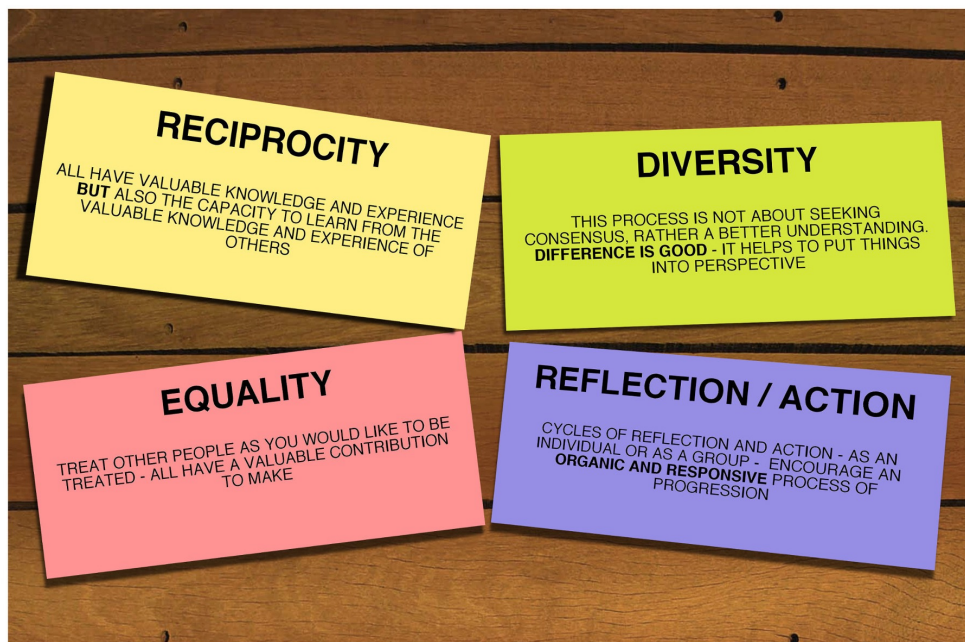 RECIPROCITY
ALL HAVE VALUABLE KNOWLEDGE AND EXPERIENCE
BUT ALSO THE CAPACITY TO LEARN FROM THE
VALUABLE KNOWLEDGE AND EXPERIENCE OF
OTHERS
DIVERSITY
THIS PROCESS IS NOT ABOUT SEEKING
CONSENSUS, RATHER A BETTER UNDERSTANDING.
DIFFERENCE IS GOOD - IT HELPS TO PUT THINGS
INTO PERSPECTIVE
EQUALITY
TREAT OTHER PEOPLE AS YOU WOULD LIKE TO BE
TREATED - ALL HAVE A VALUABLE CONTRIBUTION
TO MAKE
REFLECTION / ACTION
CYCLES OF REFLECTION AND ACTION - AS AN
INDIVIDUAL OR AS A GROUP - ENCOURAGE AN
ORGANIC AND RESPONSIVE PROCESS OF
PROGRESSION